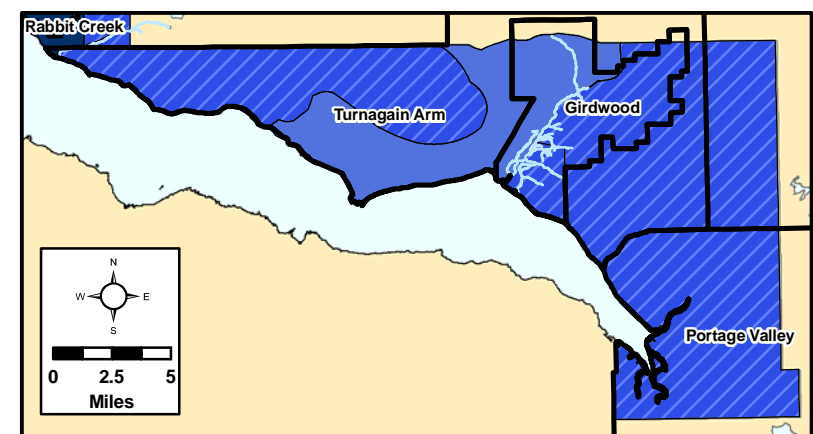 Rabbit Creek
Turnagain Arm
Girdwood
Portage Valley
N
W E
S
0 2.5 5
Miles